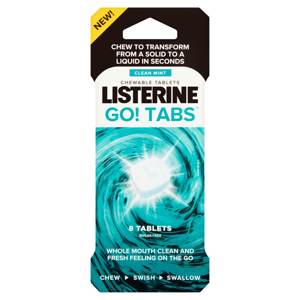 NEW!
CHEW TO TRANSFORM
FROM A SOLID TO A
LIQUID IN SECONDS
CLEAN MINT
CHEWABLE TABLETS
LISTERINE
GO! TABS™
8 TABLETS
SUGAR FREE
WHOLE MOUTH CLEAN AND
FRESH FEELING ON THE GO
CHEW ▶ SWISH ▶ SWALLOW